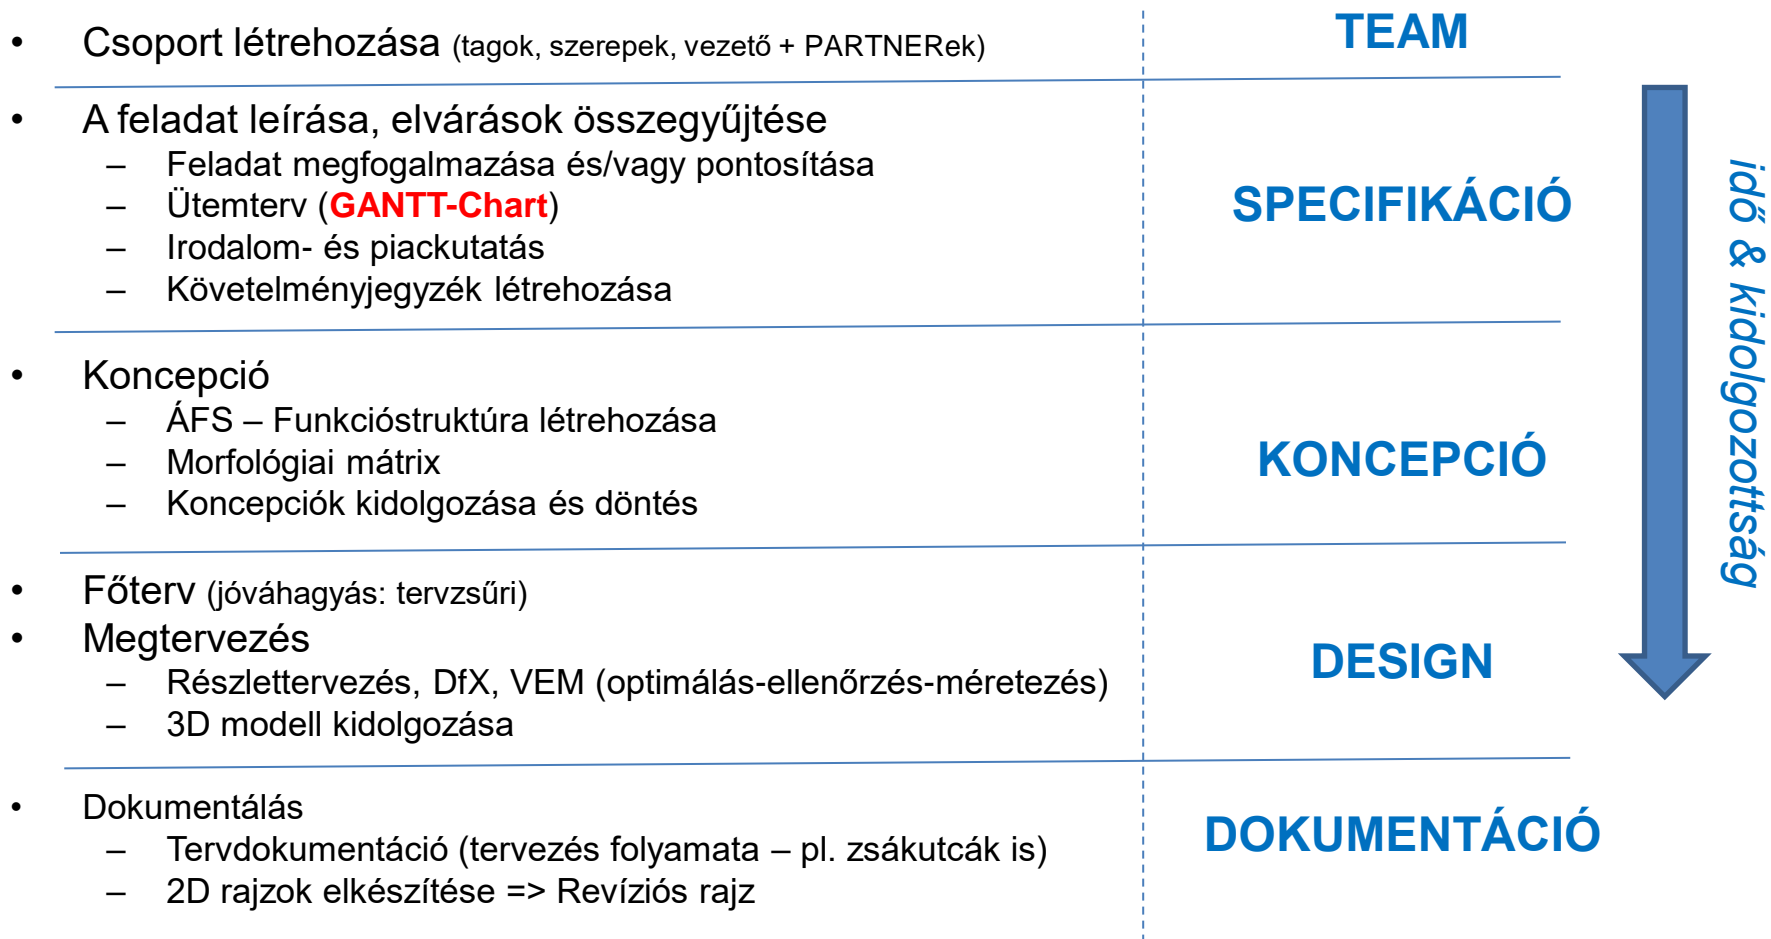 • Csoport létrehozása (tagok, szerepek, vezető + PARTNERek)
TEAM
• A feladat leírása, elvárások összegyűjtése
– Feladat megfogalmazása és/vagy pontosítása
– Ütemterv (GANTT-Chart)
– Irodalom- és piackutatás
– Követelményjegyzék létrehozása
SPECIFIKÁCIÓ
• Koncepció
– ÁFS – Funkcióstruktúra létrehozása
– Morfológiai mátrix
– Koncepciók kidolgozása és döntés
KONCEPCIÓ
• Főterv (jóváhagyás: tervzsűri)
• Megtervezés
– Részlettervezés, DfX, VEM (optimálás-ellenőrzés-méretezés)
– 3D modell kidolgozása
DESIGN
• Dokumentálás
– Tervdokumentáció (tervezés folyamata – pl. zsákutcák is)
– 2D rajzok elkészítése => Revíziós rajz
DOKUMENTÁCIÓ
idő & kidolgozottság